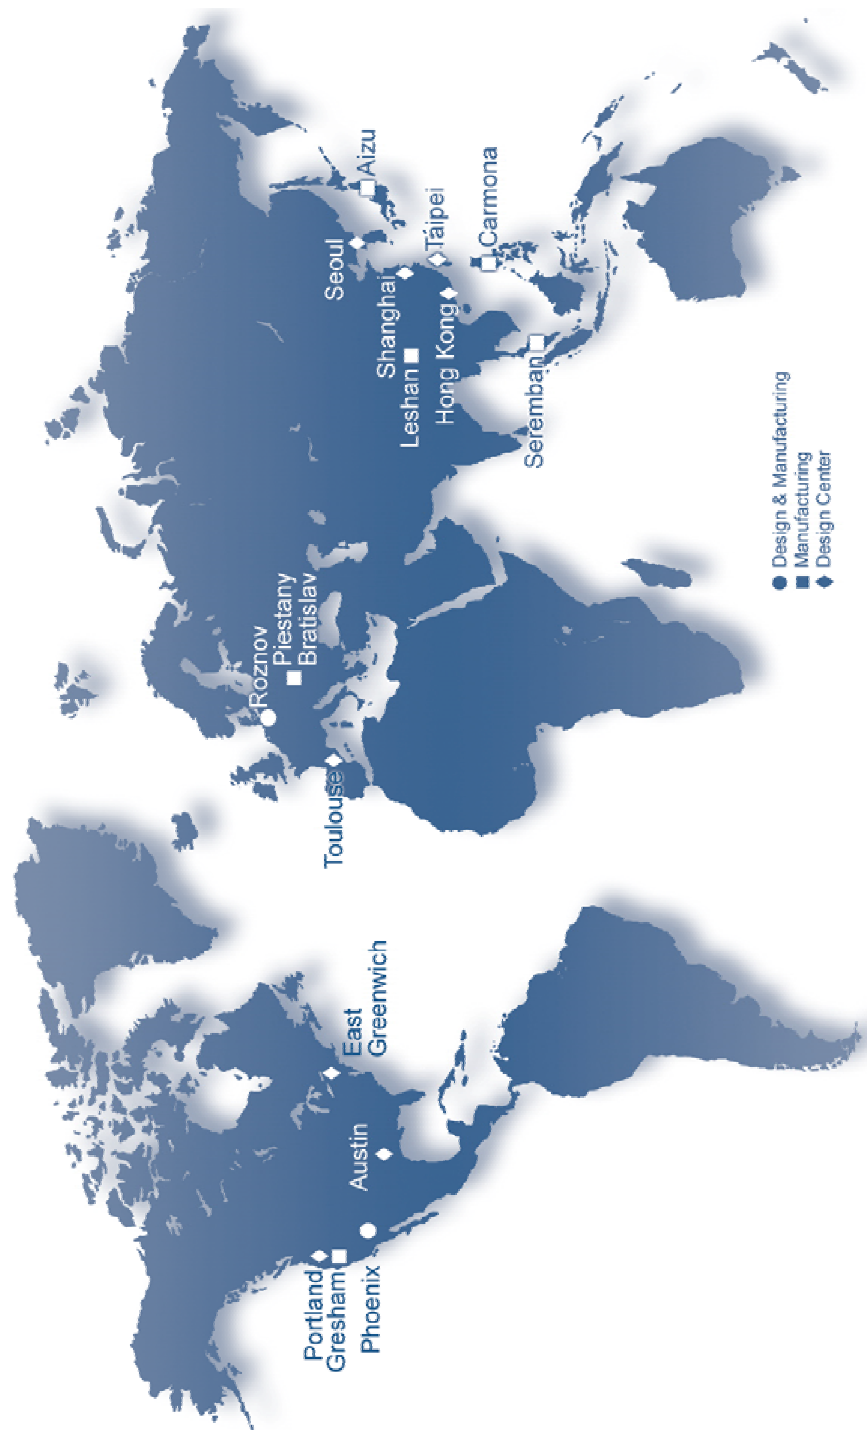 Portland
Gresham
Phoenix
Austin
East
Greenwich
Toulouse
Roznov
Piestany
Bratislav
Seoul
Aizu
Shanghai
Taipei
Leshan
Hong Kong
Carmona
Seremban
Design & Manufacturing
Manufacturing
Design Center